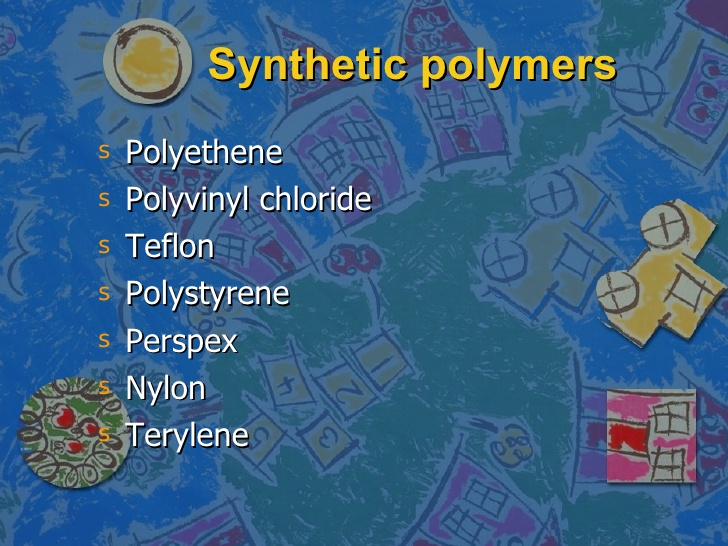 Synthetic polymers
s Polyethene
s Polyvinyl chloride
s Teflon
s Polystyrene
s Perspex
s Nylon
s Terylene